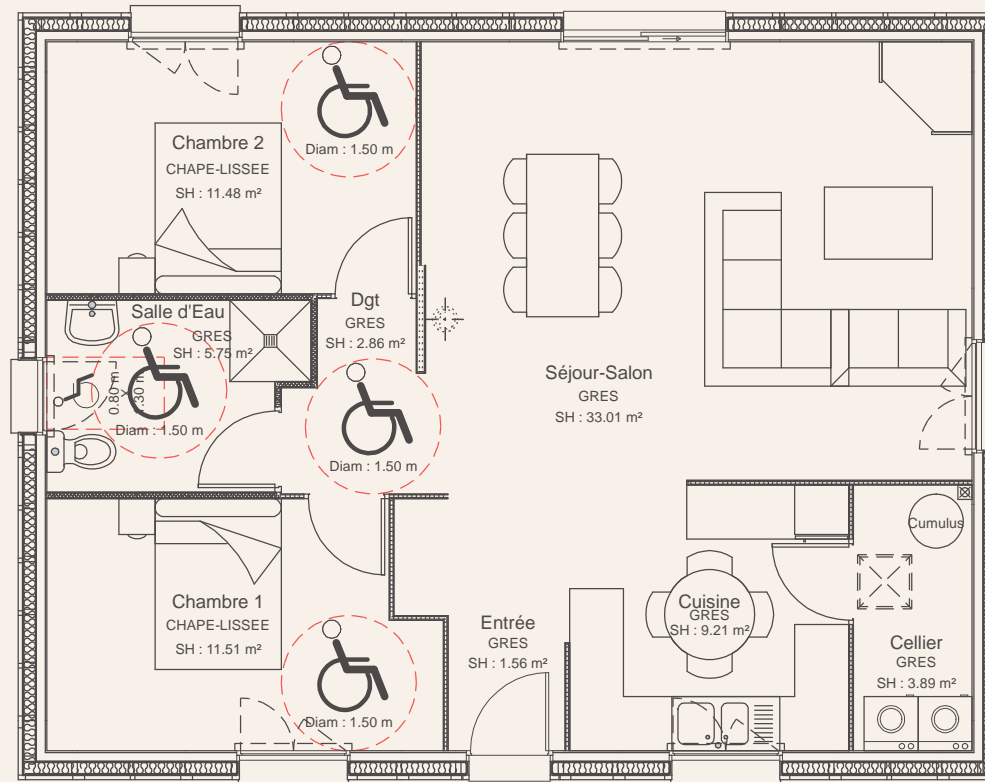 Chambre 2
CHAPE-LISSEE
SH : 11.48 m²
Diam : 1.50 m
Salle d'Eau
GRES
SH : 5.75 m²
Diam : 1.50 m
0.80 m
X
1.30 m
Dgt
GRES
SH : 2.86 m²
Diam : 1.50 m
Séjour-Salon
GRES
SH : 33.01 m²
Chambre 1
CHAPE-LISSEE
SH : 11.51 m²
Diam : 1.50 m
Entrée
GRES
SH : 1.56 m²
Cuisine
GRES
SH : 9.21 m²
Cumulus
Cellier
GRES
SH : 3.89 m²